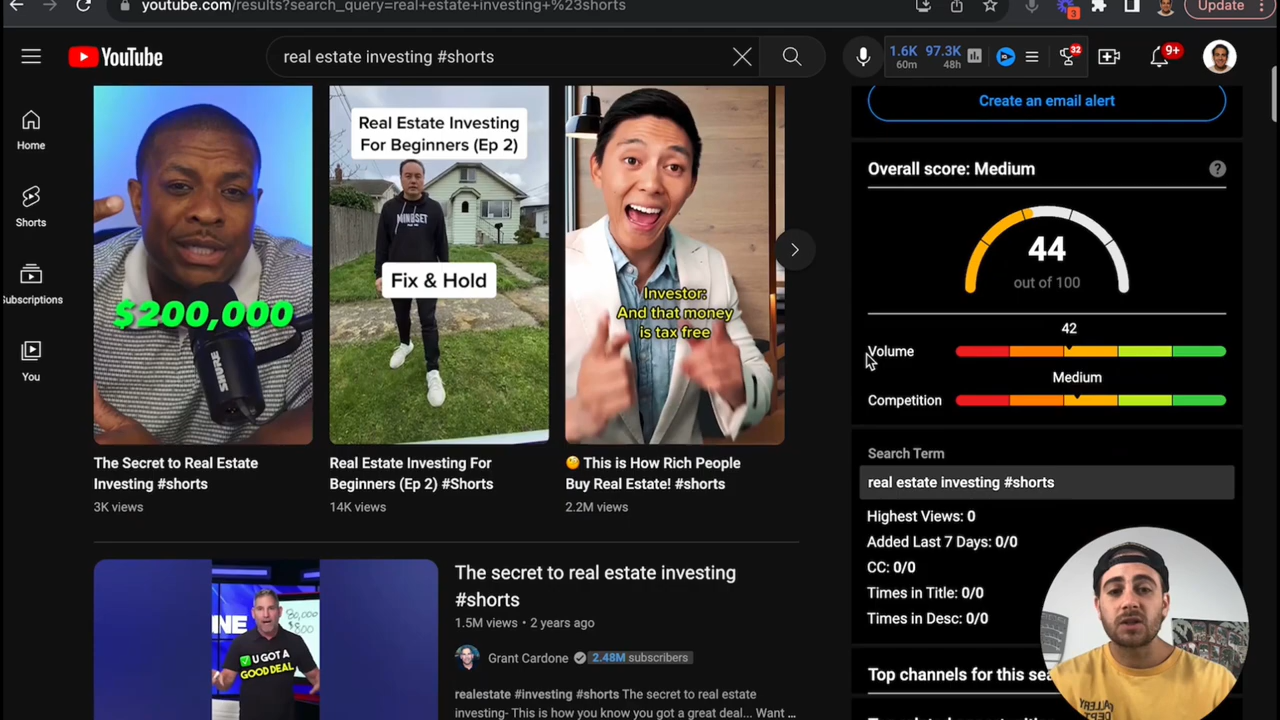 youtube.com/results?search_query=real+estate+investing+%23shorts
Update
3
YouTube
real estate investing #shorts
1.6K
60m
97.3K
48h
32
9+
Home
Shorts
Subscriptions
You
$200,000
SHURE
Real Estate Investing
For Beginners (Ep 2)
MINDSET
Fix & Hold
Investor:
And that money
is tax free
The Secret to Real Estate
Investing #shorts
3K views
Real Estate Investing For
Beginners (Ep 2) #Shorts
14K views
🤔 This is How Rich People
Buy Real Estate! #shorts
2.2M views
80,000
$800
U GOT A
GOOD DEAL
The secret to real estate investing
#shorts
1.5M views • 2 years ago
Grant Cardone
2.48M subscribers
realestate #investing #shorts The secret to real estate
investing- This is how you know you got a great deal... Want ...
Create an email alert
Overall score: Medium
?
44
out of 100
42
Volume
Medium
Competition
Search Term
real estate investing #shorts
Highest Views: 0
Added Last 7 Days: 0/0
CC: 0/0
Times in Title: 0/0
Times in Desc: 0/0
Top channels for this sea
GALLERY
DEPT